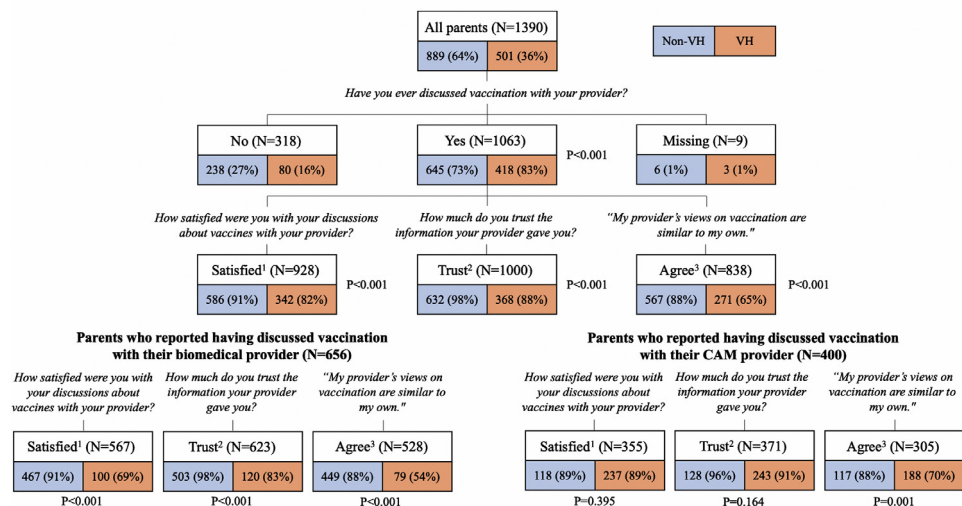 All parents (N=1390)
889 (64%) 501 (36%)
Non-VH VH
Have you ever discussed vaccination with your provider?
No (N=318)
238 (27%) 80 (16%)
Yes (N=1063)
645 (73%) 418 (83%)
P<0.001
Missing (N=9)
6 (1%) 3 (1%)
How satisfied were you with your discussions
about vaccines with your provider?
Satisfied¹ (N=928)
586 (91%) 342 (82%)
P<0.001
How much do you trust the
information your provider gave you?
Trust² (N=1000)
632 (98%) 368 (88%)
P<0.001
"My provider's views on vaccination are
similar to my own."
Agree³ (N=838)
567 (88%) 271 (65%)
P<0.001
Parents who reported having discussed vaccination
with their biomedical provider (N=656)
How satisfied were you with
your discussions about
vaccines with your provider?
Satisfied¹ (N=567)
467 (91%) 100 (69%)
P<0.001
How much do you trust the
information your provider
gave you?
Trust² (N=623)
503 (98%) 120 (83%)
P<0.001
"My provider's views on
vaccination are similar to
my own."
Agree³ (N=528)
449 (88%) 79 (54%)
P<0.001
Parents who reported having discussed vaccination
with their CAM provider (N=400)
How satisfied were you with
your discussions about
vaccines with your provider?
Satisfied¹ (N=355)
118 (89%) 237 (89%)
P=0.395
How much do you trust the
information your provider
gave you?
Trust² (N=371)
128 (96%) 243 (91%)
P=0.164
"My provider's views on
vaccination are similar to
my own."
Agree³ (N=305)
117 (88%) 188 (70%)
P=0.001